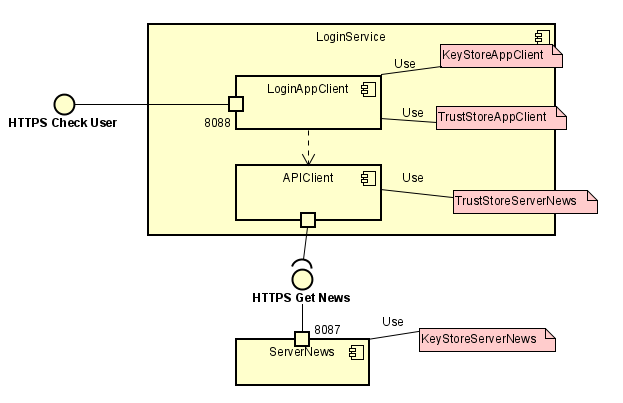 LoginService
Use
KeyStoreAppClient
LoginAppClient
HTTPS Check User
8088
Use
TrustStoreAppClient
APIClient
Use
TrustStoreServerNews
HTTPS Get News
8087
Use
KeyStoreServerNews
ServerNews